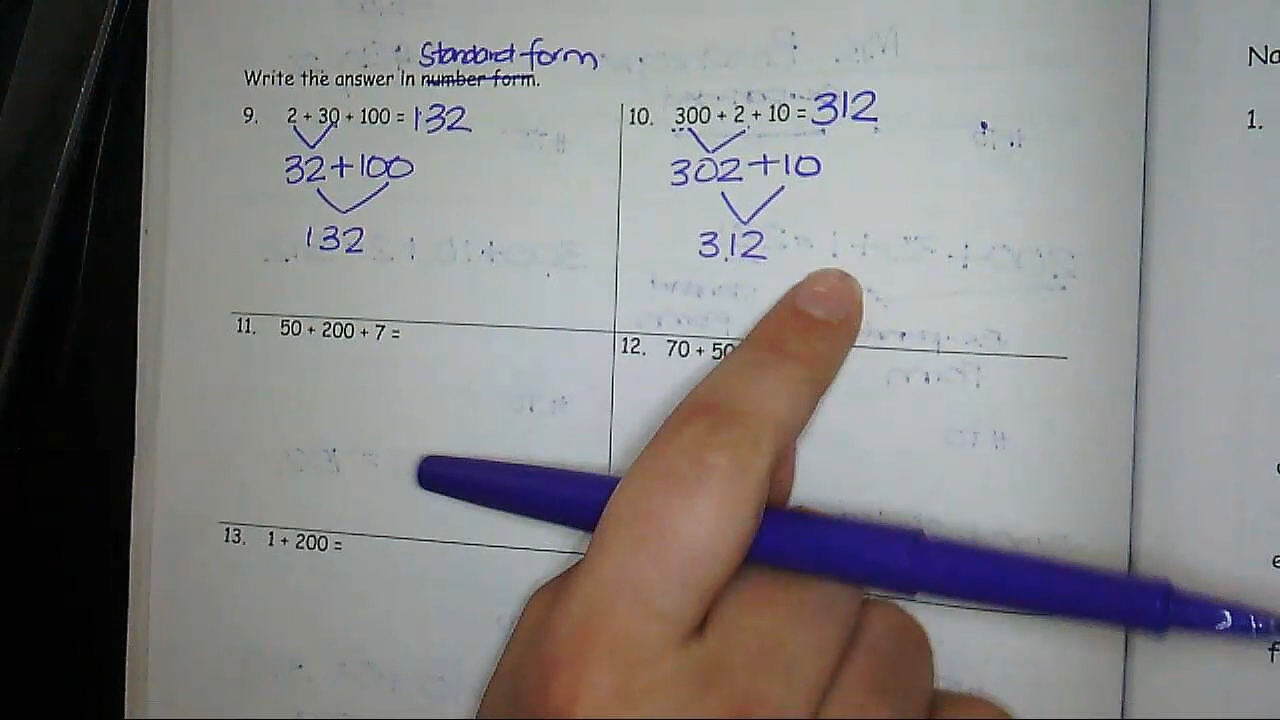 Standard form
Write the answer in number form.
9. 2 + 30 + 100 = 132
32+100
132
10. 300 + 2 + 10 = 312
302+10
312
11. 50 + 200 + 7 =
12. 70 + 50
13. 1 + 200 =
1.